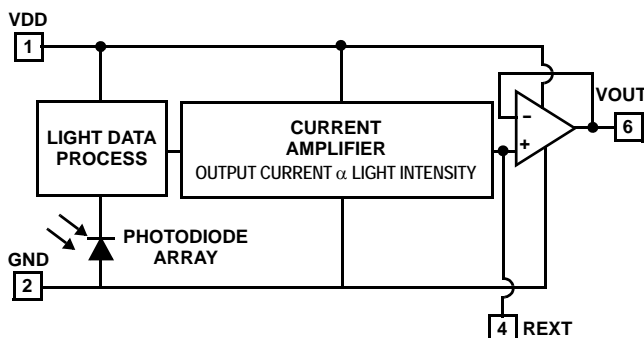 VDD
1
LIGHT DATA
PROCESS
CURRENT
AMPLIFIER
OUTPUT CURRENT α LIGHT INTENSITY
-
+
VOUT
6
PHOTODIODE
ARRAY
GND
2
4
REXT